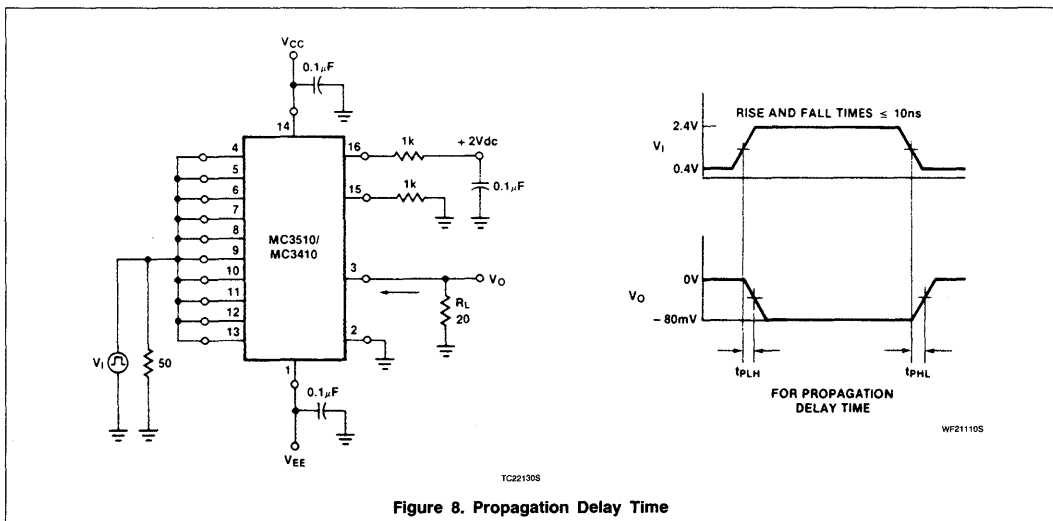 VCC
0.1µF
14
4
5
6
7
8
9
10
11
12
13
MC3510/
MC3410
16
1k
+ 2Vdc
0.1µF
15
1k
3
VO
RL
20
2
VI
50
1
0.1µF
VEE
TC22130S
RISE AND FALL TIMES ≤ 10ns
2.4V
VI
0.4V
0V
VO
– 80mV
tPLH
tPHL
FOR PROPAGATION
DELAY TIME
WF21110S
Figure 8. Propagation Delay Time